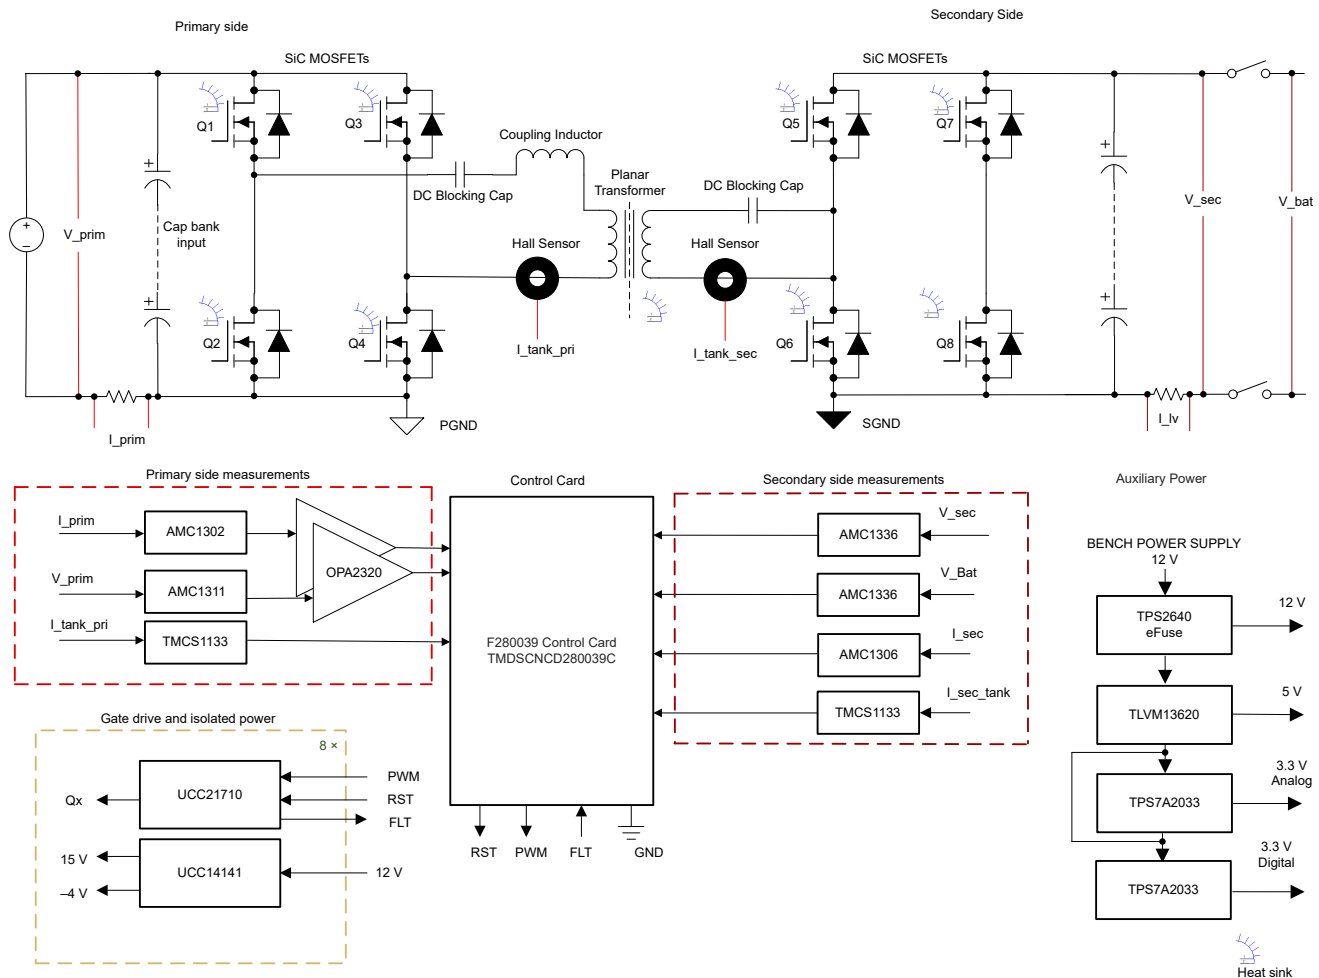 Primary side
Secondary Side
SiC MOSFETs
SiC MOSFETs
Q1
Q3
Q5
Q7
Coupling Inductor
DC Blocking Cap
Planar
Transformer
DC Blocking Cap
+
+
V_prim
Cap bank
input
+
–
Hall Sensor
Hall Sensor
V_sec
V_bat
+
+
Q2
Q4
Q6
Q8
I_tank_pri
I_tank_sec
I_prim
PGND
SGND
I_lv
Primary side measurements
I_prim
AMC1302
V_prim
AMC1311
OPA2320
I_tank_pri
TMCS1133
Control Card
F280039 Control Card
TMDSCNCD280039C
RST
PWM
FLT
GND
Secondary side measurements
V_sec
AMC1336
V_Bat
AMC1336
I_sec
AMC1306
I_sec_tank
TMCS1133
Auxiliary Power
BENCH POWER SUPPLY
12 V
TPS2640
eFuse
12 V
TLVM13620
5 V
TPS7A2033
3.3 V
Analog
TPS7A2033
3.3 V
Digital
Gate drive and isolated power
8 ×
Qx
UCC21710
PWM
RST
FLT
15 V
–4 V
UCC14141
12 V
Heat sink